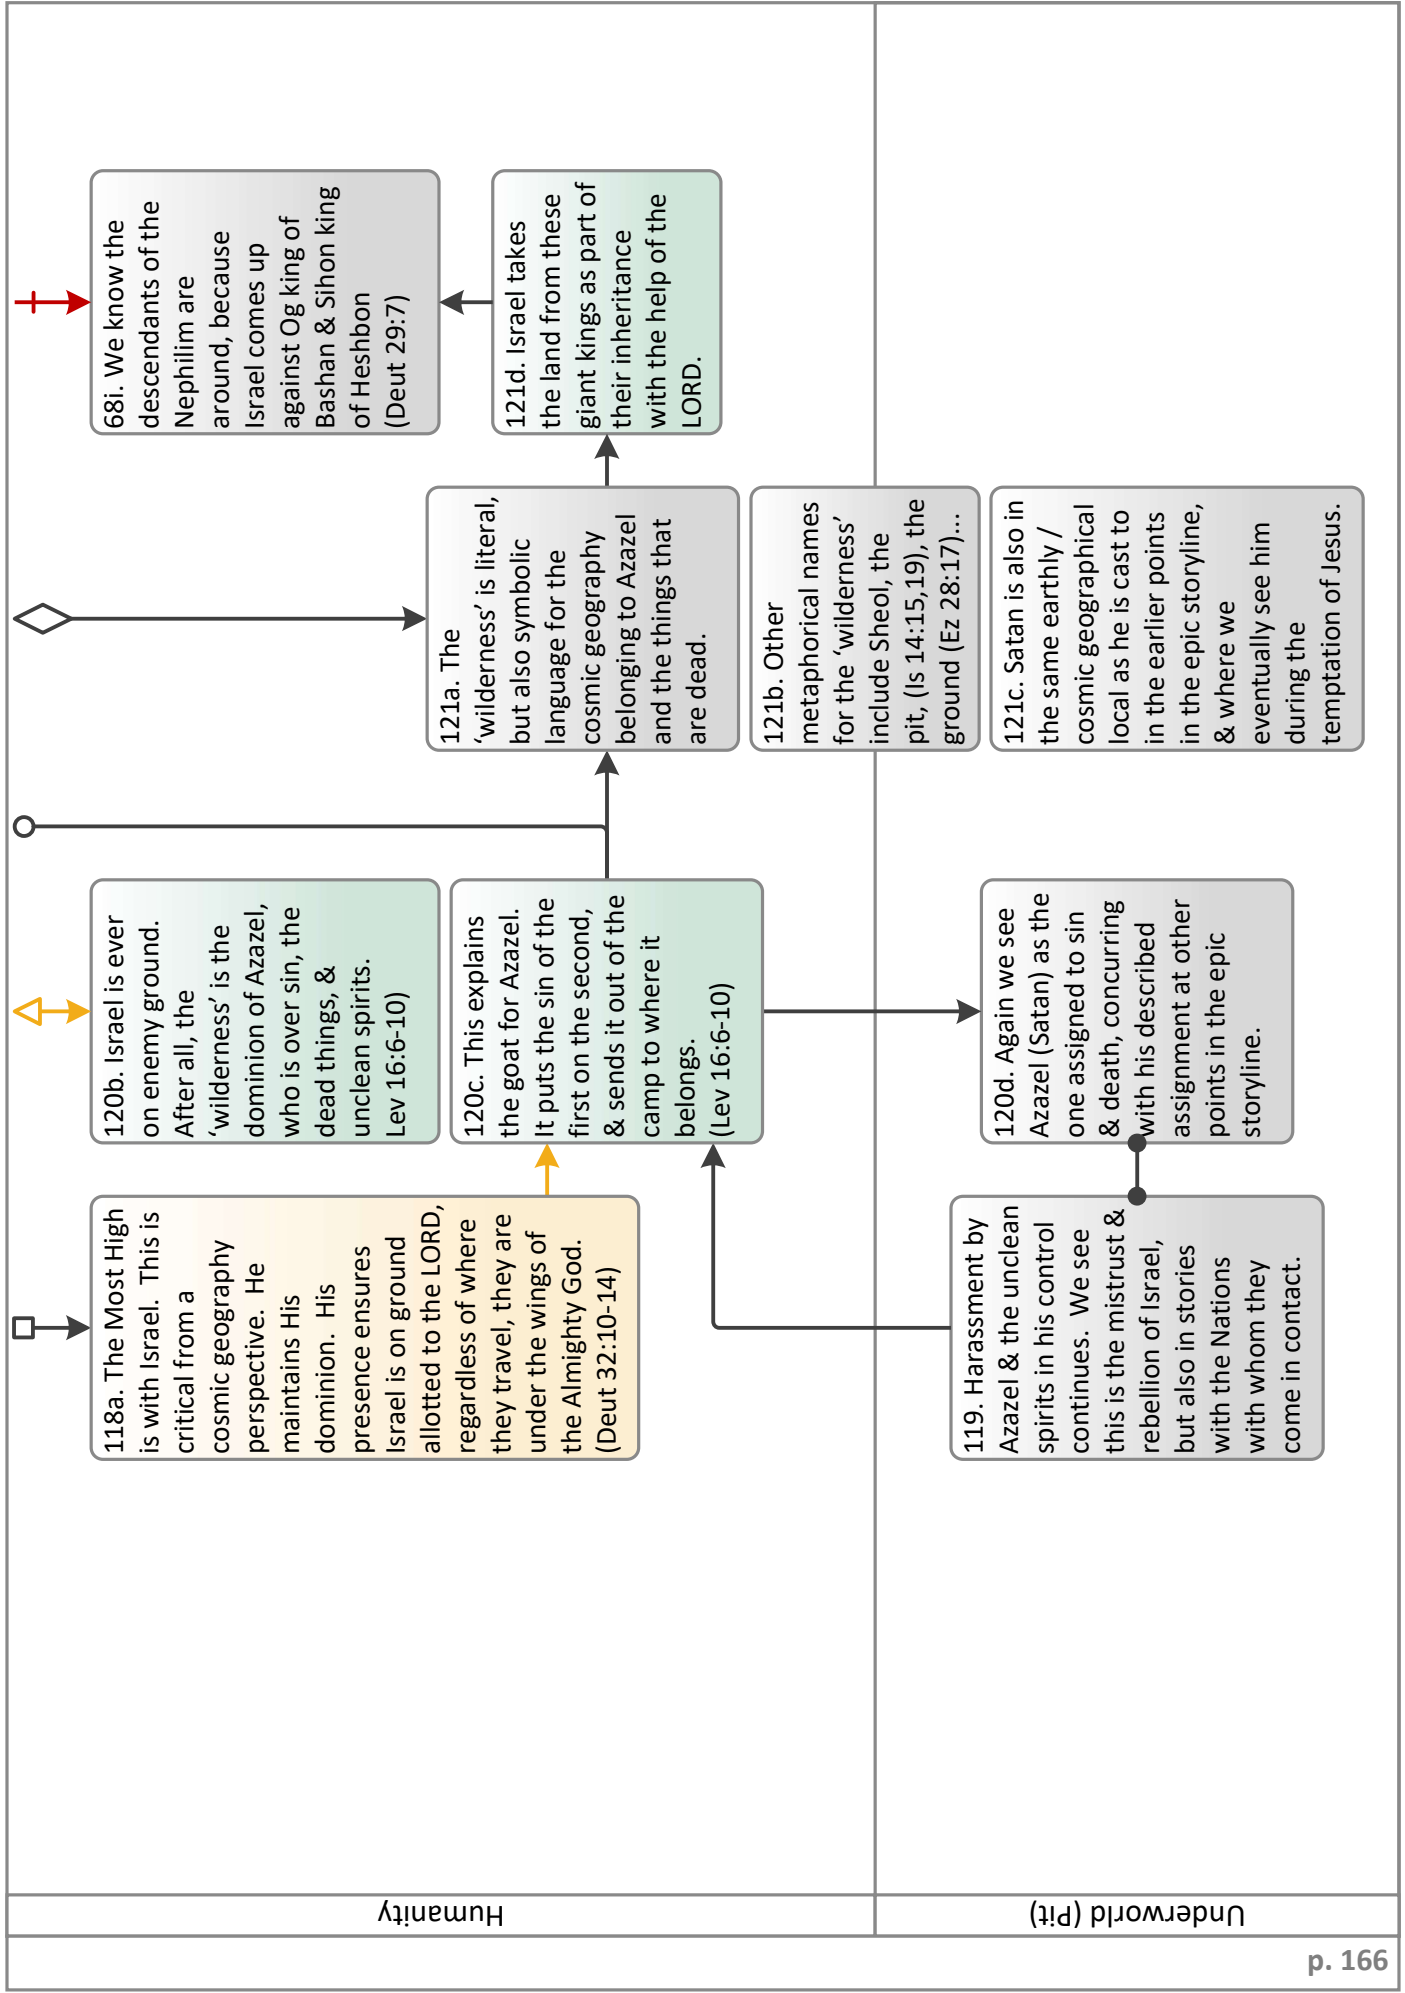 118a. The Most High
is with Israel. This is
critical from a
cosmic geography
perspective. He
maintains His
dominion. His
presence ensures
Israel is on ground
allotted to the LORD,
regardless of where
they travel, they are
under the wings of
the Almighty God.
(Deut 32:10-14)
120b. Israel is ever
on enemy ground.
After all, the
‘wilderness’ is the
dominion of Azazel,
who is over sin, the
dead things, &
unclean spirits.
Lev 16:6-10)
120c. This explains
the goat for Azazel.
It puts the sin of the
first on the second,
& sends it out of the
camp to where it
belongs.
(Lev 16:6-10)
121a. The
‘wilderness’ is literal,
but also symbolic
language for the
cosmic geography
belonging to Azazel
and the things that
are dead.
68i. We know the
descendants of the
Nephilim are
around, because
Israel comes up
against Og king of
Bashan & Sihon king
of Heshbon
(Deut 29:7)
121d. Israel takes
the land from these
giant kings as part of
their inheritance
with the help of the
LORD.
121b. Other
metaphorical names
for the ‘wilderness’
include Sheol, the
pit, (Is 14:15,19), the
ground (Ez 28:17)...
119. Harassment by
Azazel & the unclean
spirits in his control
continues. We see
this is the mistrust &
rebellion of Israel,
but also in stories
with the Nations
with whom they
come in contact.
120d. Again we see
Azazel (Satan) as the
one assigned to sin
& death, concurring
with his described
assignment at other
points in the epic
storyline.
121c. Satan is also in
the same earthly /
cosmic geographical
local as he is cast to
in the earlier points
in the epic storyline,
& where we
eventually see him
during the
temptation of Jesus.
Humanity
Underworld (Pit)
p. 166